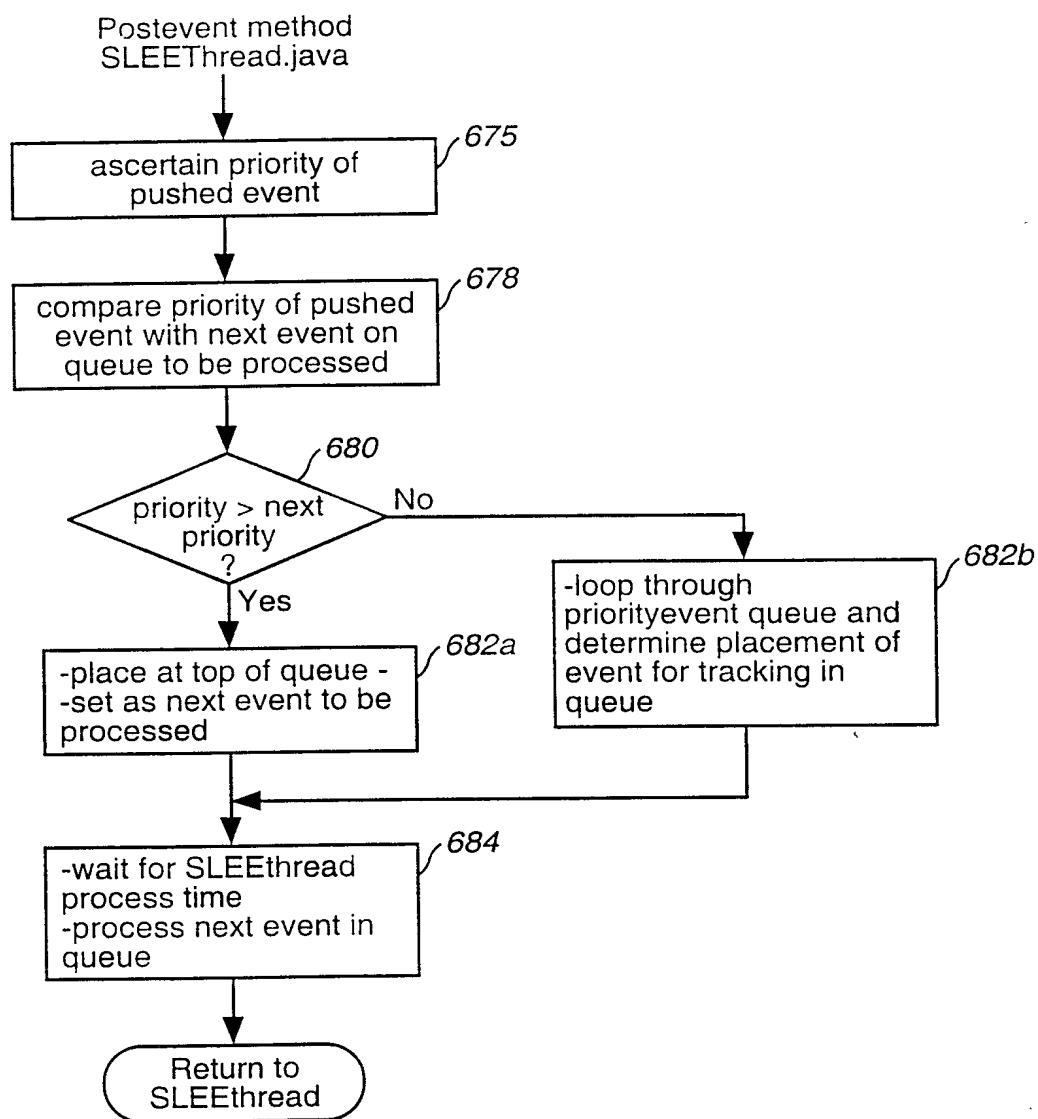 Postevent method
SLEEThread.java
675
ascertain priority of
pushed event
678
compare priority of pushed
event with next event on
queue to be processed
680
priority > next
priority
?
No
Yes
682b
-loop through
priorityevent queue and
determine placement of
event for tracking in
queue
682a
-place at top of queue -
-set as next event to be
processed
684
-wait for SLEEthread
process time
-process next event in
queue
Return to
SLEEthread